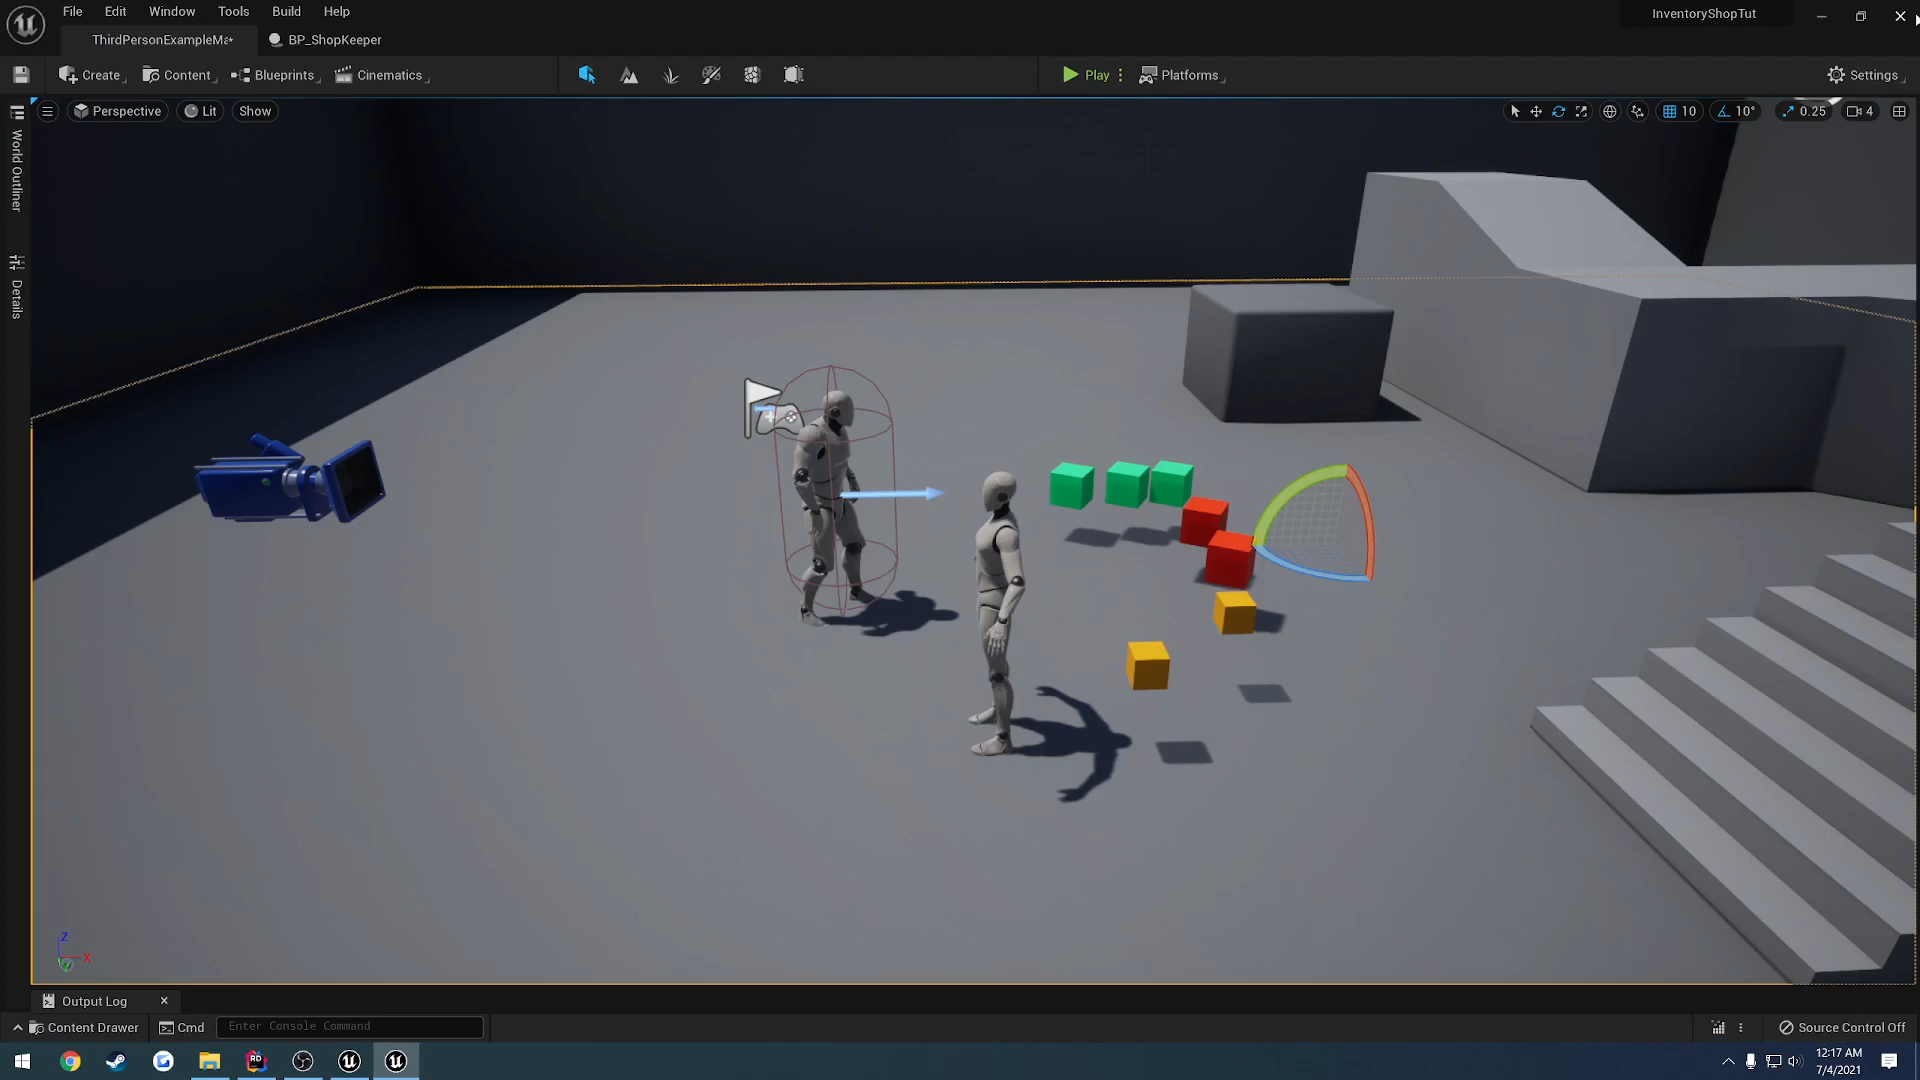 File Edit Window Tools Build Help
InventoryShopTut
ThirdPersonExampleMa•
BP_ShopKeeper
Create Content Blueprints Cinematics
Play Platforms
Settings
Perspective Lit Show
10 10° 0.25 4
World Outliner
Details
Z
X
Y
Output Log
Content Drawer Cmd Enter Console Command
Source Control Off
RD
12:17 AM
7/4/2021